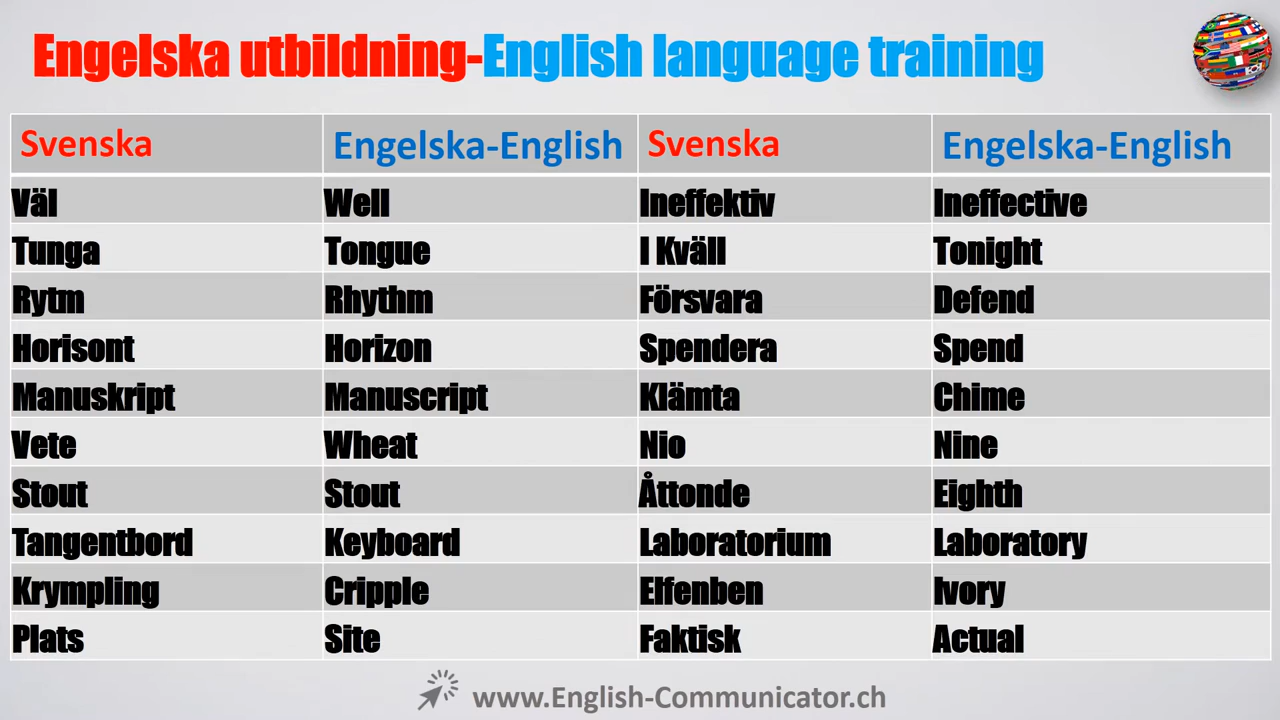 Engelska utbildning-English language training
Svenska Engelska-English Svenska Engelska-English
Väl Well Ineffektiv Ineffective
Tunga Tongue I Kväll Tonight
Rytm Rhythm Försvara Defend
Horisont Horizon Spendera Spend
Manuskript Manuscript Klämta Chime
Vete Wheat Nio Nine
Stout Stout Åttonde Eighth
Tangentbord Keyboard Laboratorium Laboratory
Krympling Cripple Elfenben Ivory
Plats Site Faktisk Actual
www.English-Communicator.ch